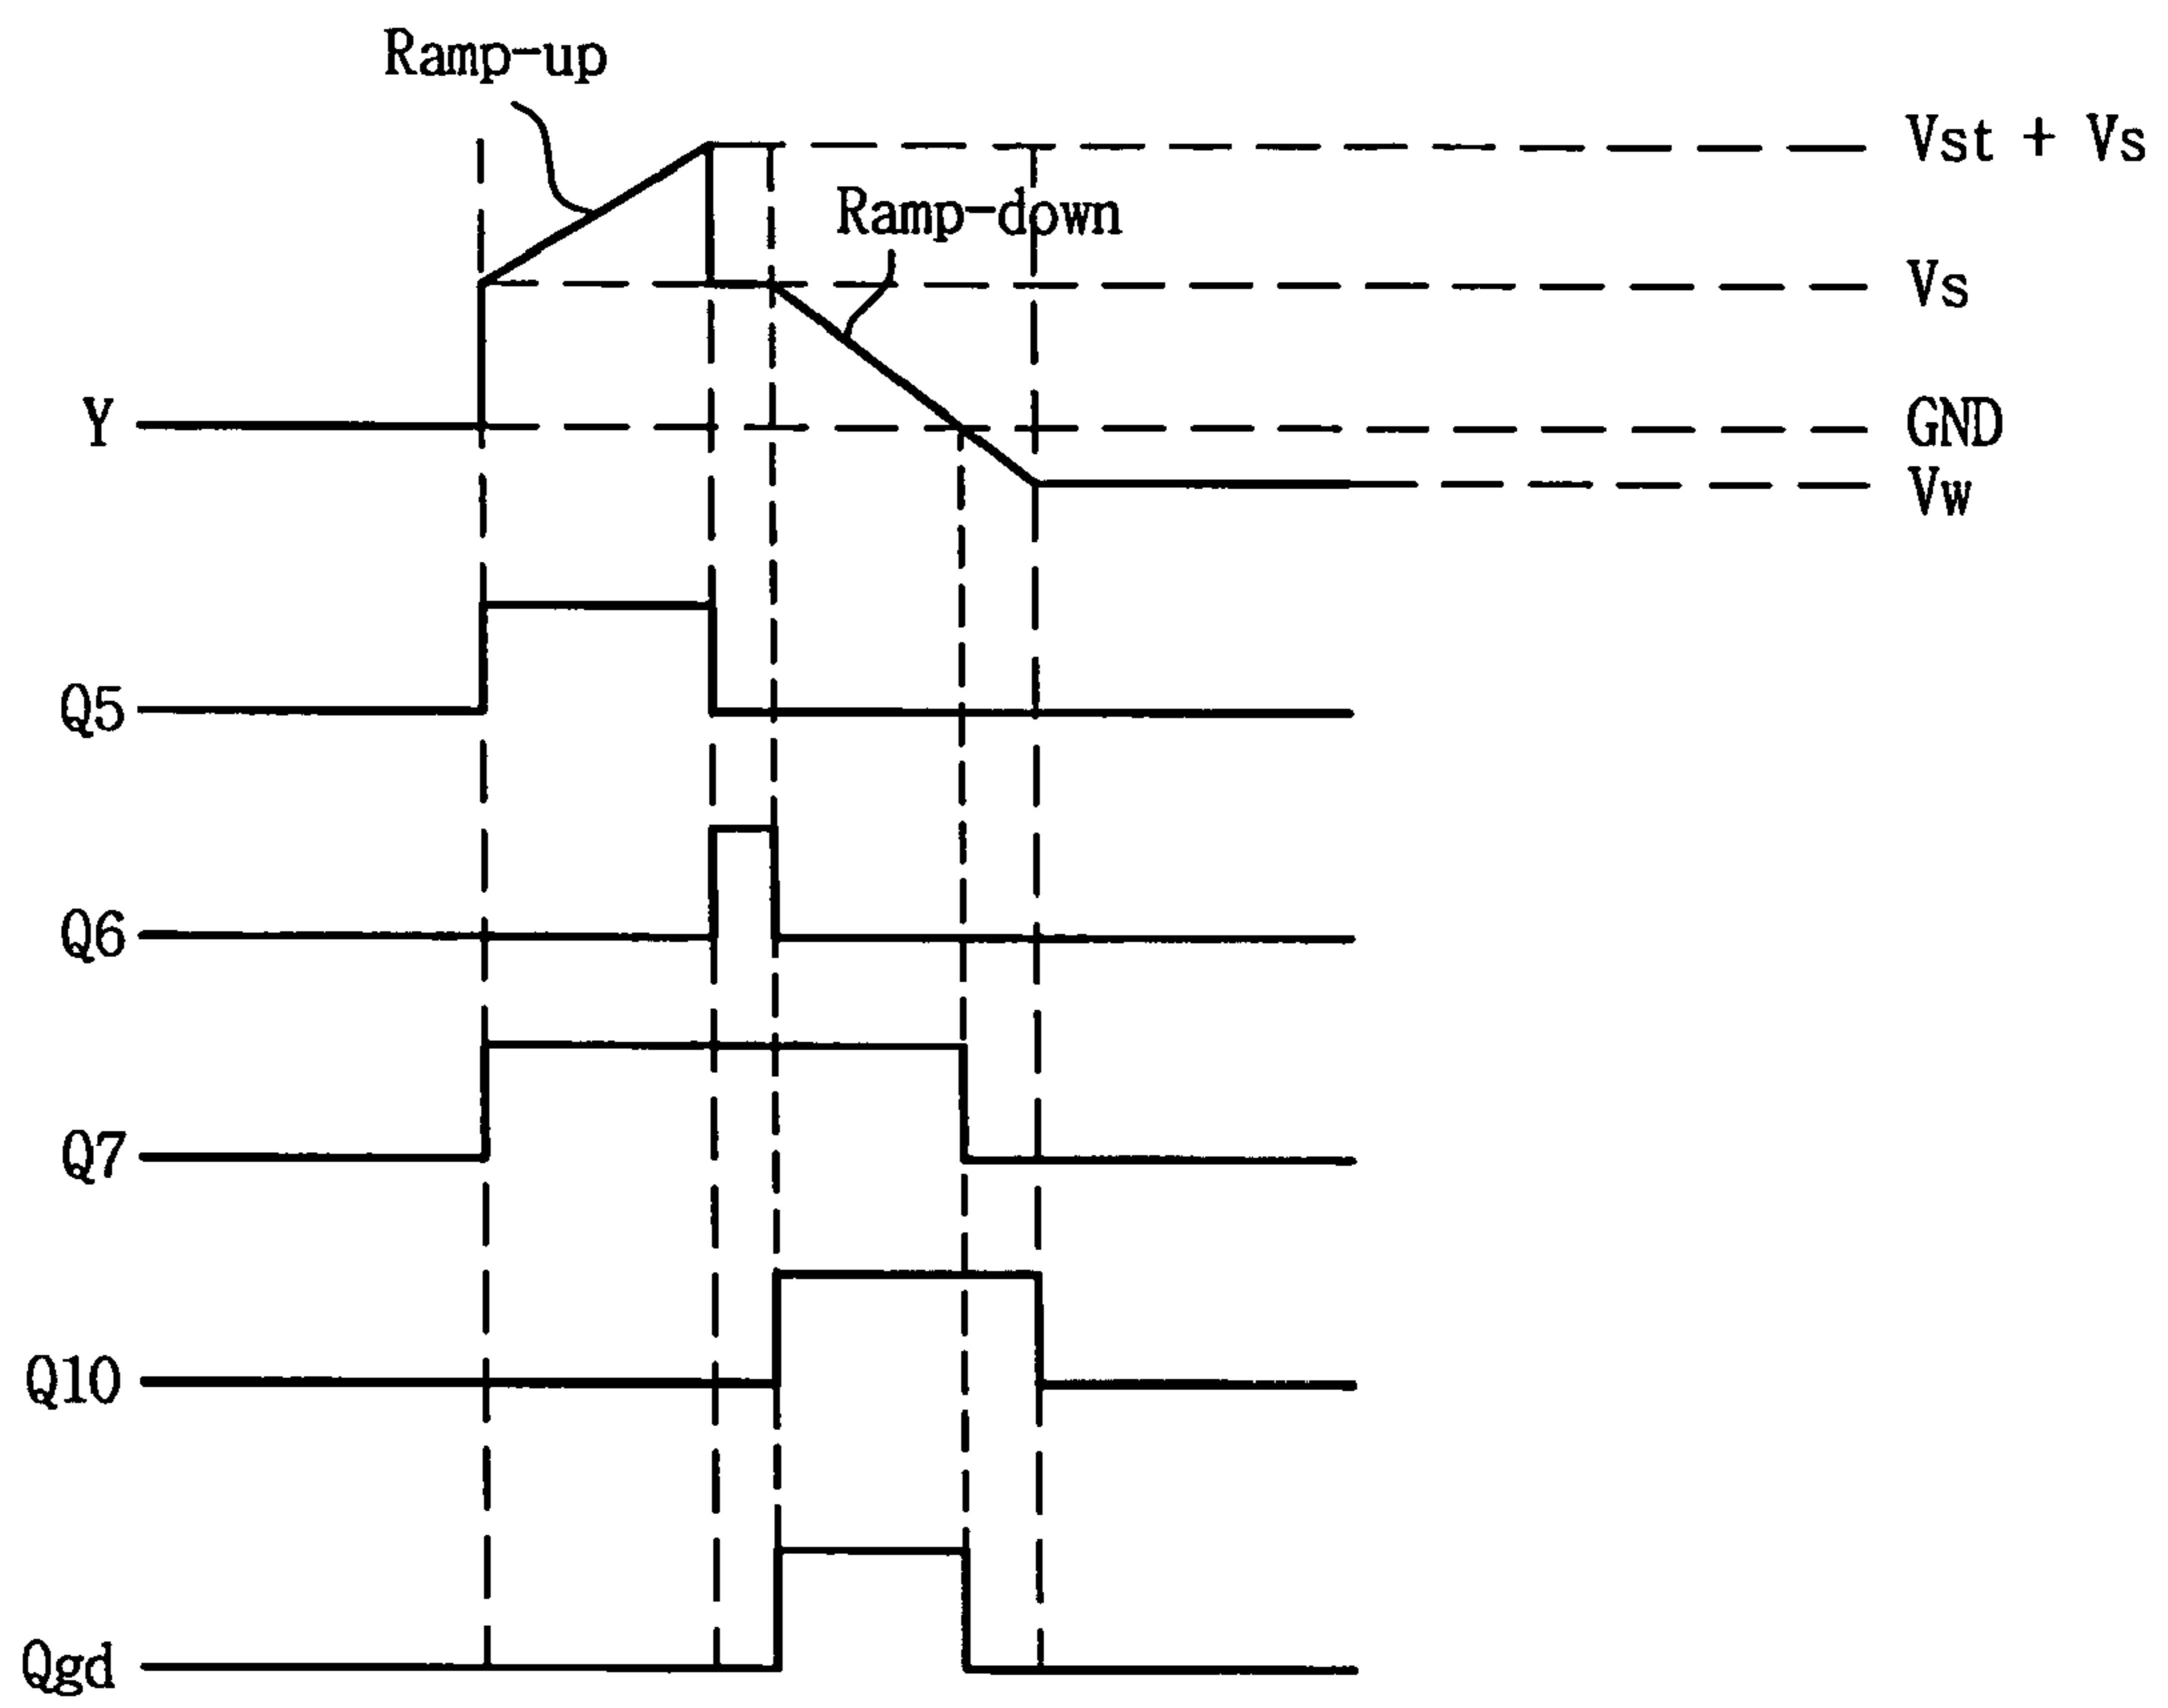 Ramp-up
Vst + Vs
Ramp-down
Vs
Y
GND
Vw
Q5
Q6
Q7
Q10
Qgd